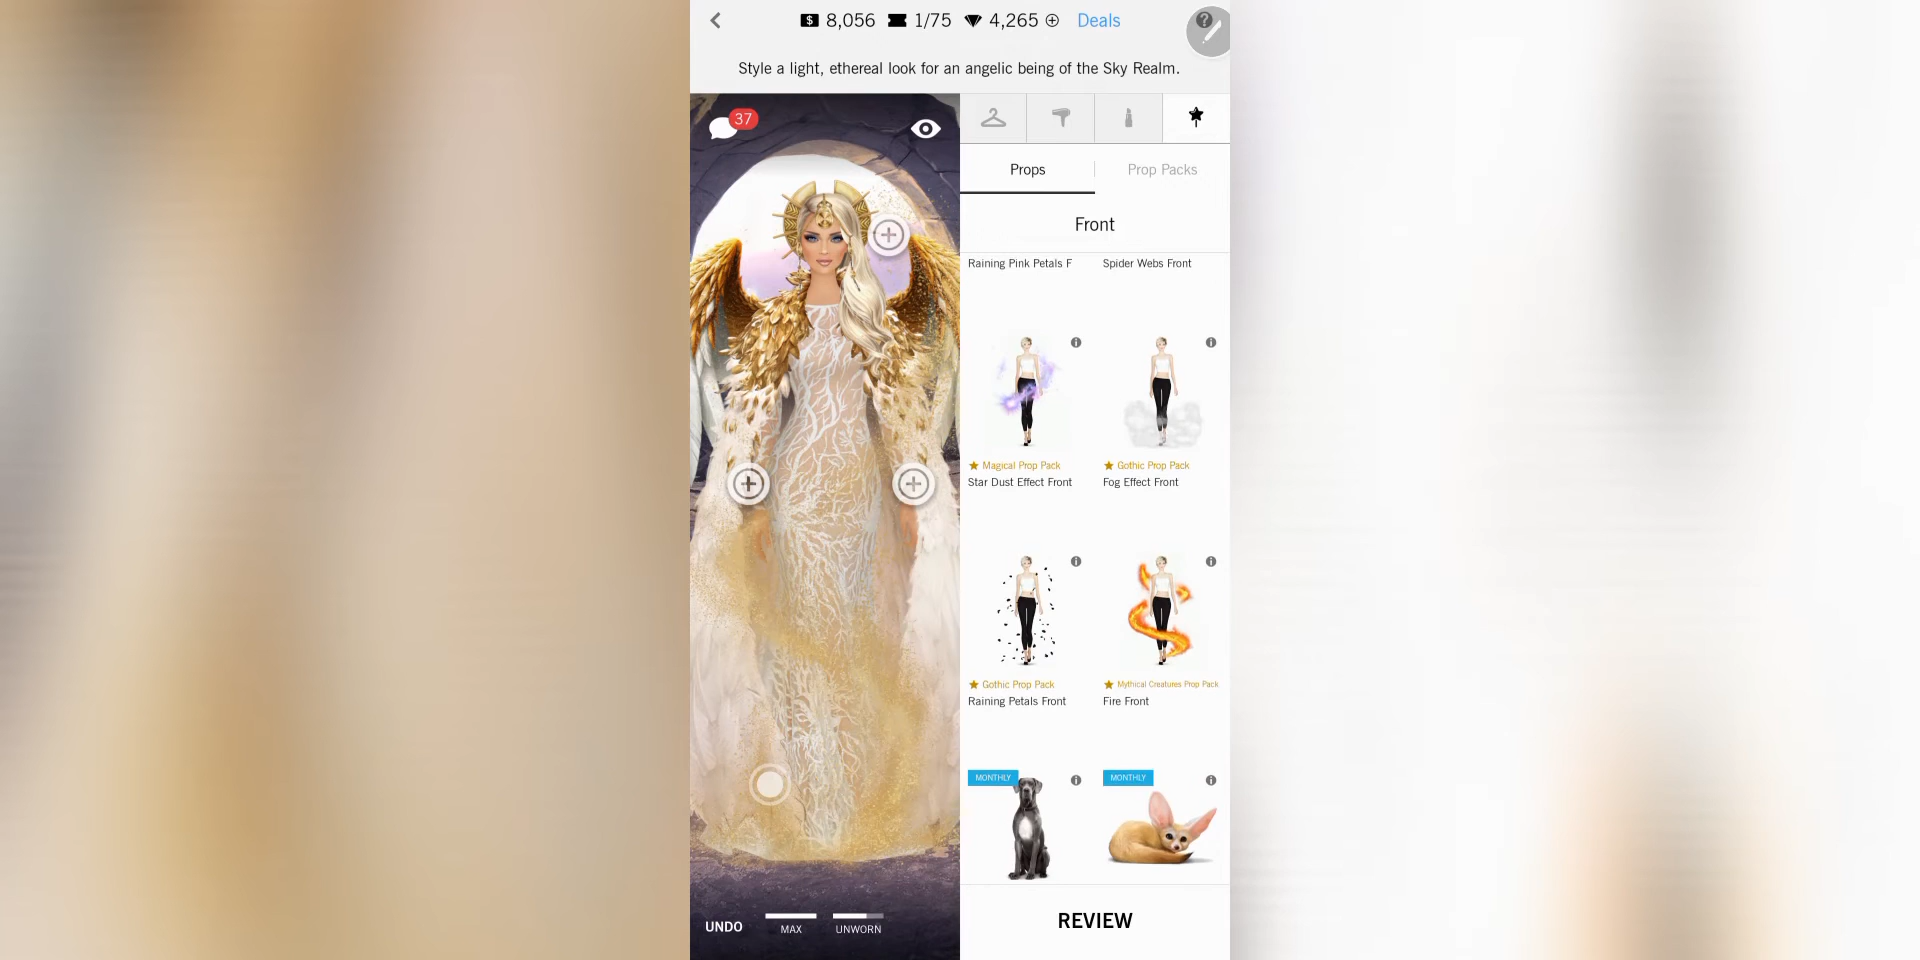 8,056 1/75 4,265 Deals
Style a light, ethereal look for an angelic being of the Sky Realm.
37
Props
Prop Packs
Front
Raining Pink Petals F
Spider Webs Front
Magical Prop Pack
Star Dust Effect Front
Gothic Prop Pack
Fog Effect Front
Gothic Prop Pack
Raining Petals Front
Mythical Creatures Prop Pack
Fire Front
MONTHLY
MONTHLY
UNDO
MAX
UNWORN
REVIEW